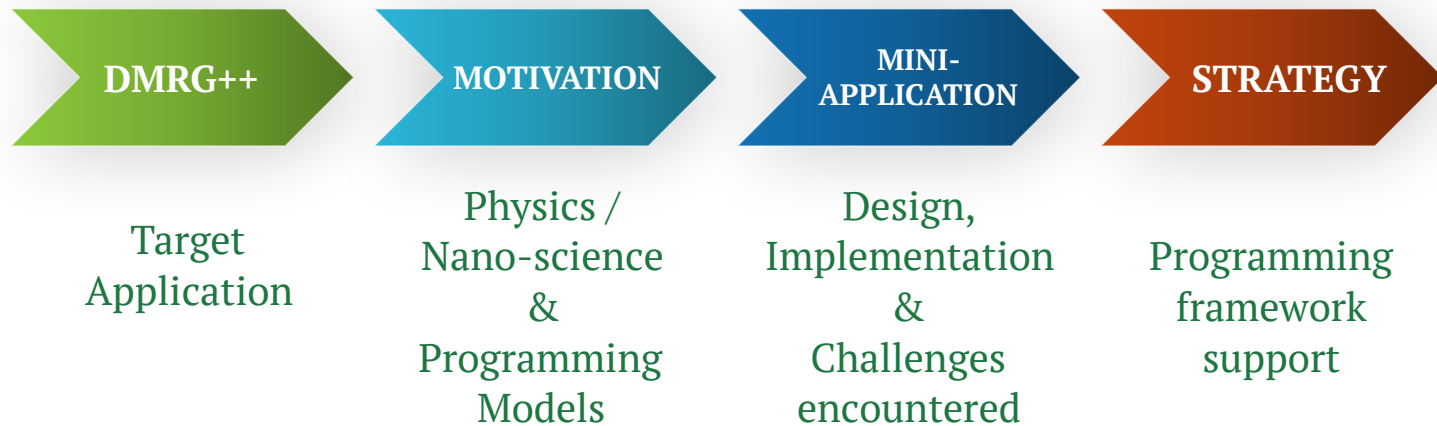 DMRG++
Target
Application
MOTIVATION
Physics /
Nano-science
&
Programming
Models
MINI-
APPLICATION
Design,
Implementation
&
Challenges
encountered
STRATEGY
Programming
framework
support